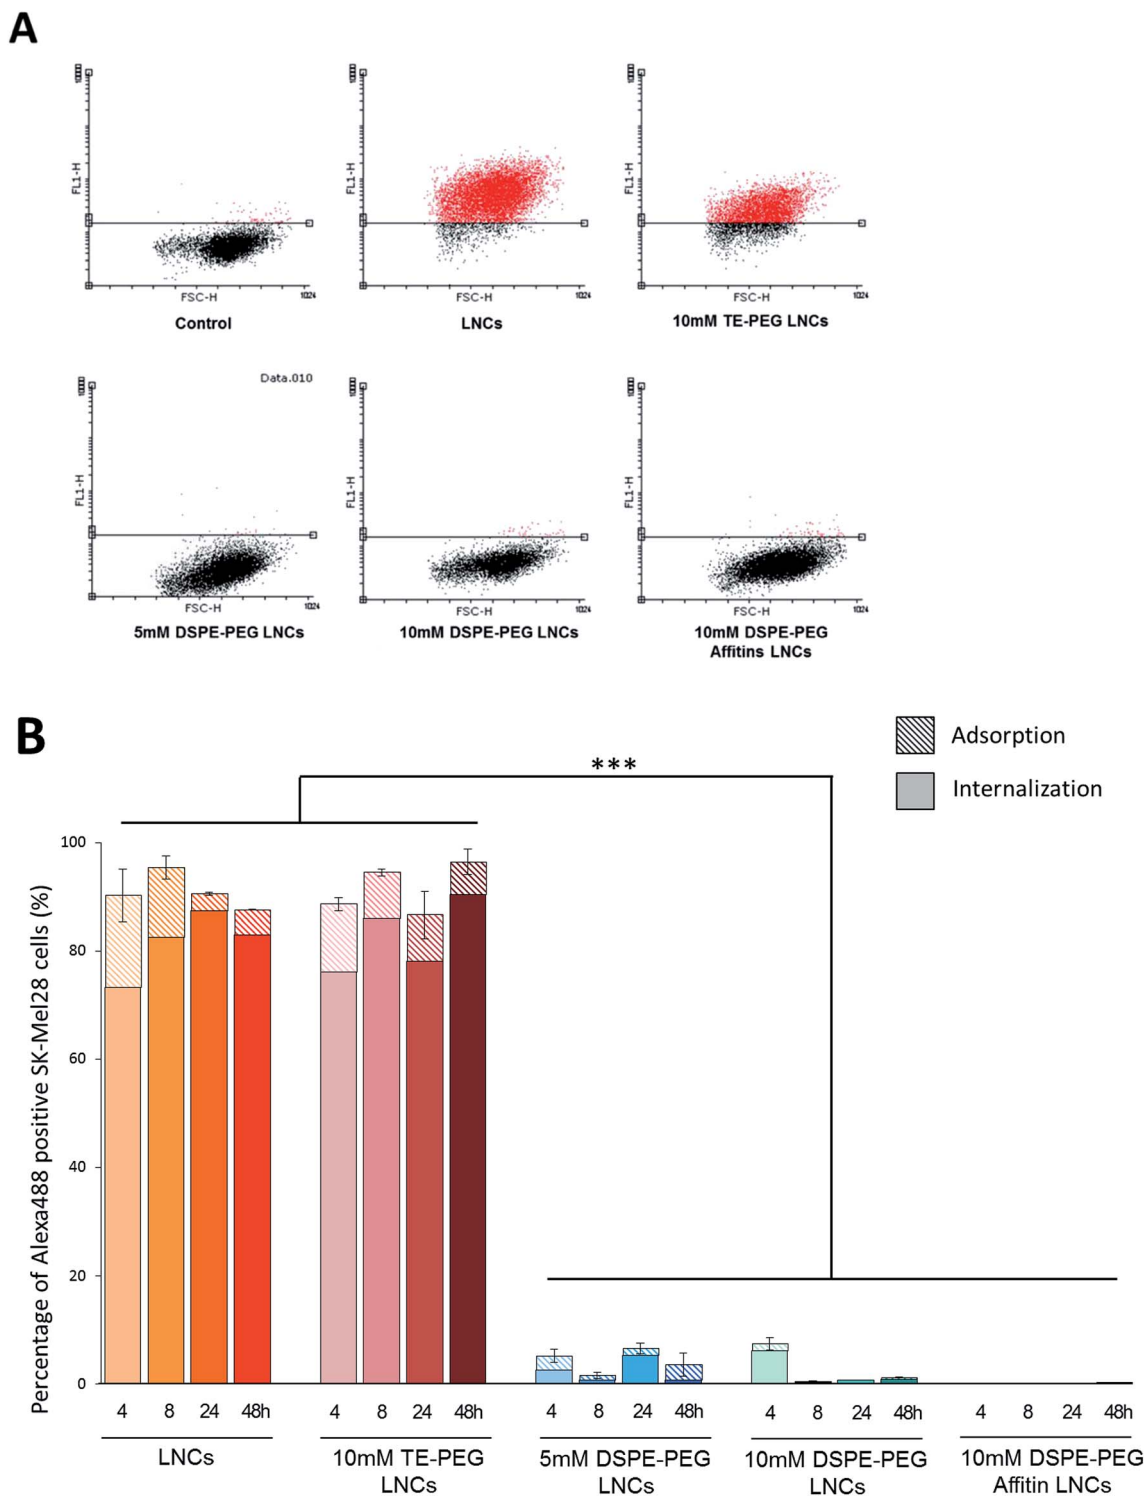 A
FL1-H
FSC-H
1024
Control
FL1-H
FSC-H
1024
LNCs
FL1-H
FSC-H
1024
10mM TE-PEG LNCs
FL1-H
FSC-H
1024
5mM DSPE-PEG LNCs
Data.010
FL1-H
FSC-H
1024
10mM DSPE-PEG LNCs
FL1-H
FSC-H
1024
10mM DSPE-PEG
Affitins LNCs
B
Adsorption
Internalization
***
Percentage of Alexa488 positive SK-Mel28 cells (%)
100
80
60
40
20
0
4 8 24 48h
LNCs
4 8 24 48h
10mM TE-PEG
LNCs
4 8 24 48h
5mM DSPE-PEG
LNCs
4 8 24 48h
10mM DSPE-PEG
LNCs
4 8 24 48h
10mM DSPE-PEG
Affitin LNCs